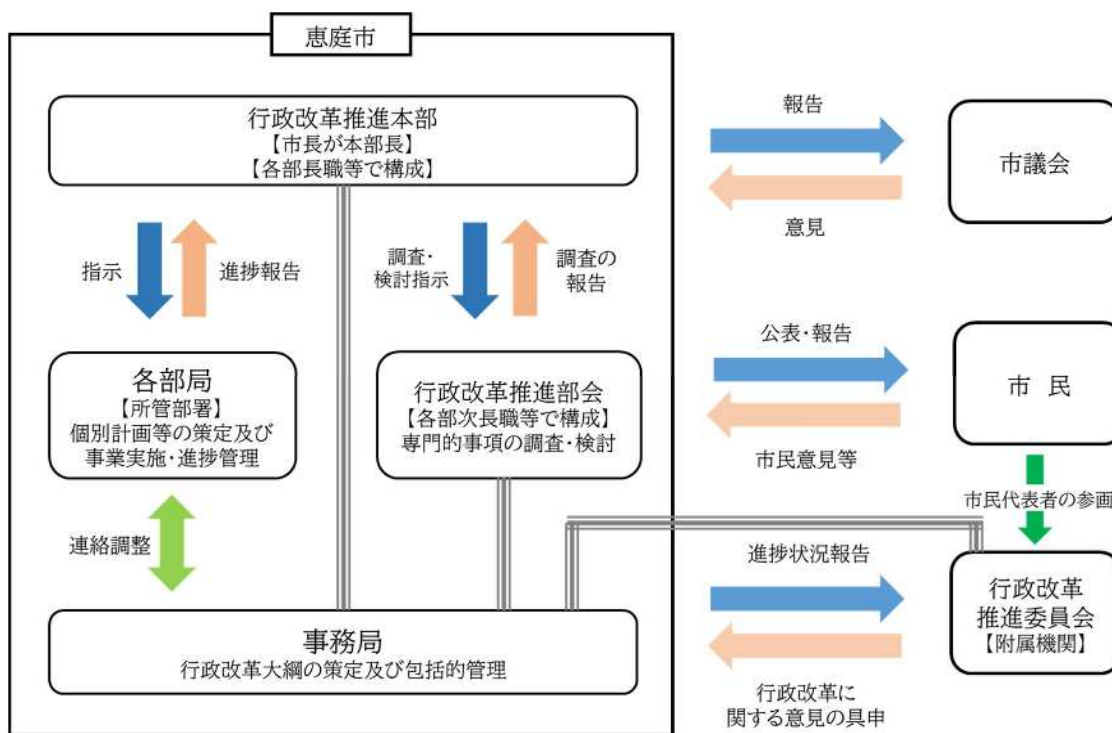 恵庭市
行政改革推進本部
【市長が本部長】
【各部長職等で構成】
報告
意見
市議会
指示
進捗報告
調査・
検討指示
調査の
報告
各部局
【所管部署】
個別計画等の策定及び
事業実施・進捗管理
行政改革推進部会
【各部次長職等で構成】
専門的事項の調査・検討
公表・報告
市民意見等
市 民
市民代表者の参画
連絡調整
進捗状況報告
行政改革に
関する意見の具申
行政改革
推進委員会
【附属機関】
事務局
行政改革大綱の策定及び包括的管理